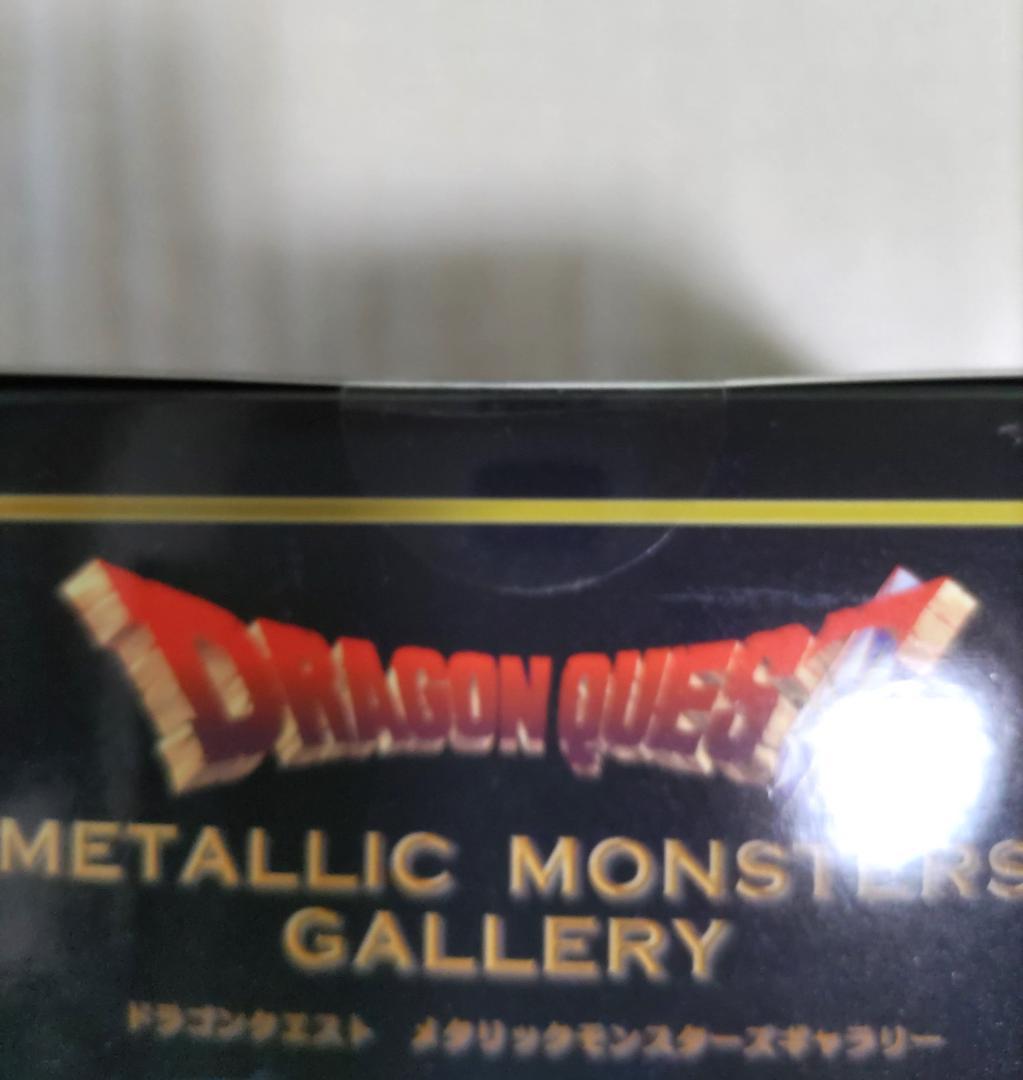 DRAGON QUEST
METALLIC MONSTERS
GALLERY
ドラゴンクエスト メタリックモンスターズギャラリー